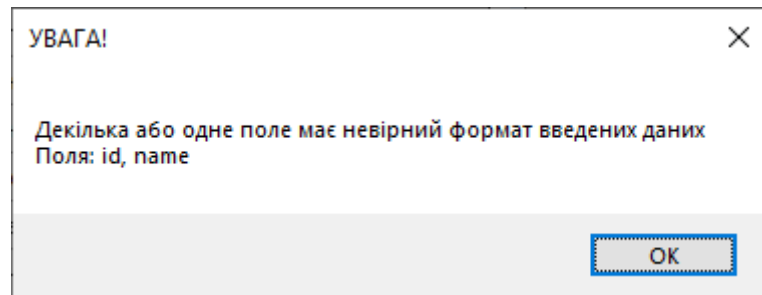 УВАГА!
Декілька або одне поле має невірний формат введених даних
Поля: id, name
OK